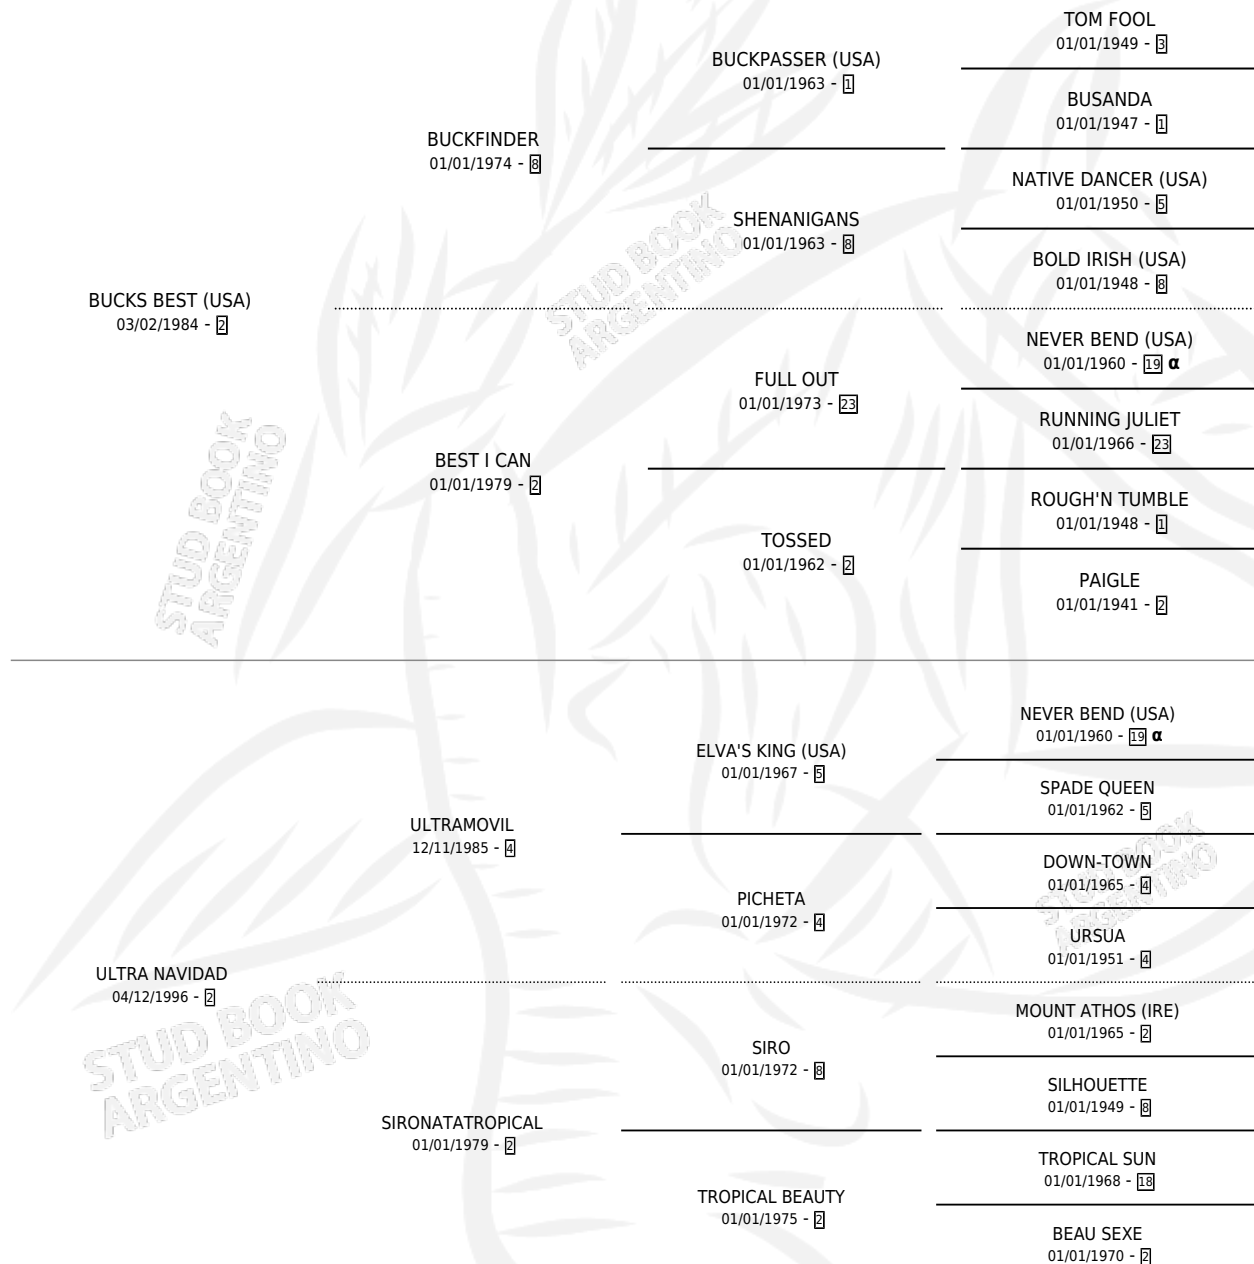 TOM FOOL
01/01/1949 - 3
BUCKPASSER (USA)
01/01/1963 - 1
BUSANDA
01/01/1947 - 1
BUCKFINDER
01/01/1974 - 8
NATIVE DANCER (USA)
01/01/1950 - 5
SHENANIGANS
01/01/1963 - 8
BOLD IRISH (USA)
01/01/1948 - 8
BUCKS BEST (USA)
03/02/1984 - 2
NEVER BEND (USA)
01/01/1960 - 19 α
FULL OUT
01/01/1973 - 23
RUNNING JULIET
01/01/1966 - 23
BEST I CAN
01/01/1979 - 2
ROUGH'N TUMBLE
01/01/1948 - 1
TOSSED
01/01/1962 - 2
PAIGLE
01/01/1941 - 2
STUD BOOK
ARGENTINO
STUD BOOK
ARGENTINO
NEVER BEND (USA)
01/01/1960 - 19 α
ELVA'S KING (USA)
01/01/1967 - 5
SPADE QUEEN
01/01/1962 - 5
ULTRAMOVIL
12/11/1985 - 4
DOWN-TOWN
01/01/1965 - 4
PICHETA
01/01/1972 - 4
URSUA
01/01/1951 - 4
ULTRA NAVIDAD
04/12/1996 - 2
MOUNT ATHOS (IRE)
01/01/1965 - 2
SIRO
01/01/1972 - 8
SILHOUETTE
01/01/1949 - 8
SIRONATATROPICAL
01/01/1979 - 2
TROPICAL SUN
01/01/1968 - 18
TROPICAL BEAUTY
01/01/1975 - 2
BEAU SEXE
01/01/1970 - 2
STUD BOOK
ARGENTINO
STUD BOOK
ARGENTINO